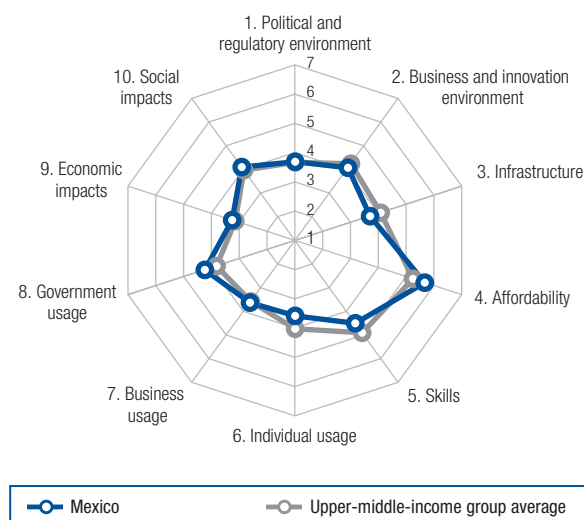 1. Political and
regulatory environment
2. Business and innovation
environment
3. Infrastructure
4. Affordability
5. Skills
6. Individual usage
7. Business
usage
8. Government
usage
9. Economic
impacts
10. Social
impacts
7
6
5
4
3
2
1
Mexico
Upper-middle-income group average